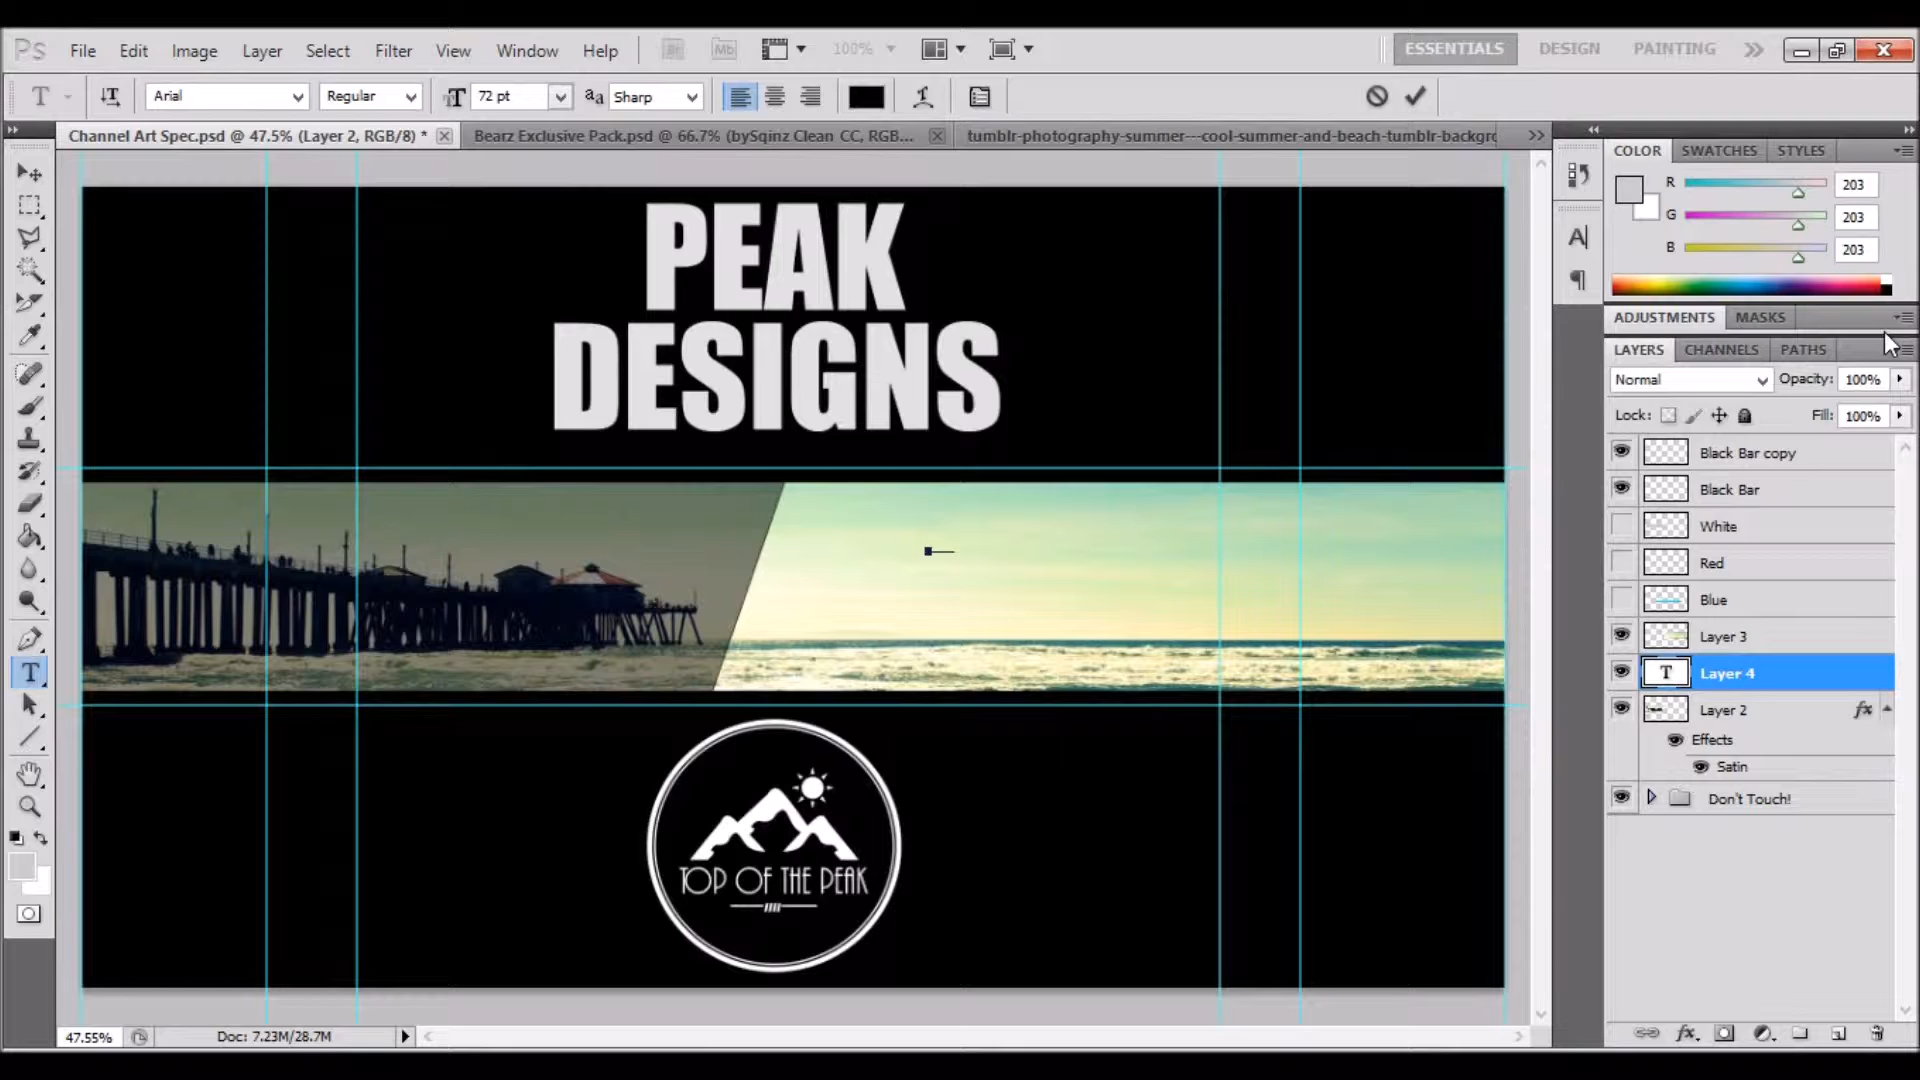 Ps File Edit Image Layer Select Filter View Window Help Br Mb 100% ESSENTIALS DESIGN PAINTING
T T Arial Regular TT 72 pt aa Sharp
Channel Art Spec.psd @ 47.5% (Layer 2, RGB/8) * Bearz Exclusive Pack.psd @ 66.7% (bySqinz Clean CC, RGB... tumblr-photography-summer---cool-summer-and-beach-tumblr-backgro
COLOR SWATCHES STYLES
R 203
G 203
B 203
ADJUSTMENTS MASKS
LAYERS CHANNELS PATHS
Normal Opacity: 100%
Lock: Fill: 100%
Black Bar copy
Black Bar
White
Red
Blue
Layer 3
T Layer 4
Layer 2 fx
Effects
Satin
Don't Touch!
PEAK
DESIGNS
TOP OF THE PEAK
47.55% Doc: 7.23M/28.7M